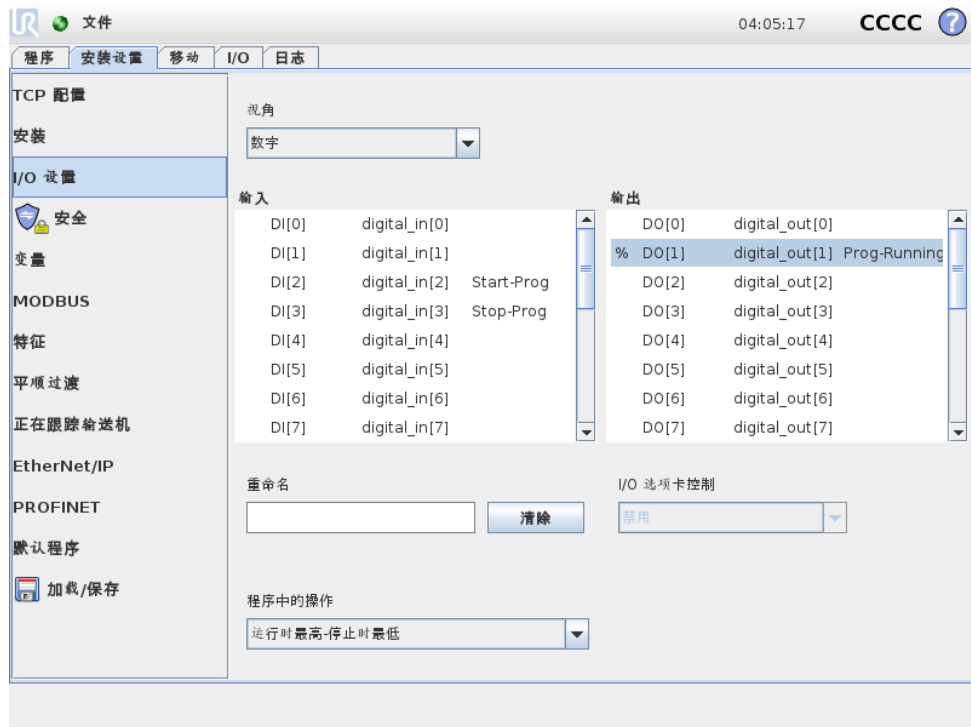 UR 文件 04:05:17 CCCC ?
程序 安装设置 移动 I/O 日志
TCP 配置
安装
I/O 设置
安全
变量
MODBUS
特征
平顺过渡
正在跟踪输送机
EtherNet/IP
PROFINET
默认程序
加载/保存
视角
数字
输入
DI[0] digital_in[0]
DI[1] digital_in[1]
DI[2] digital_in[2] Start-Prog
DI[3] digital_in[3] Stop-Prog
DI[4] digital_in[4]
DI[5] digital_in[5]
DI[6] digital_in[6]
DI[7] digital_in[7]
输出
DO[0] digital_out[0]
% DO[1] digital_out[1] Prog-Running
DO[2] digital_out[2]
DO[3] digital_out[3]
DO[4] digital_out[4]
DO[5] digital_out[5]
DO[6] digital_out[6]
DO[7] digital_out[7]
重命名
清除
I/O 选项卡控制
禁用
程序中的操作
运行时最高-停止时最低